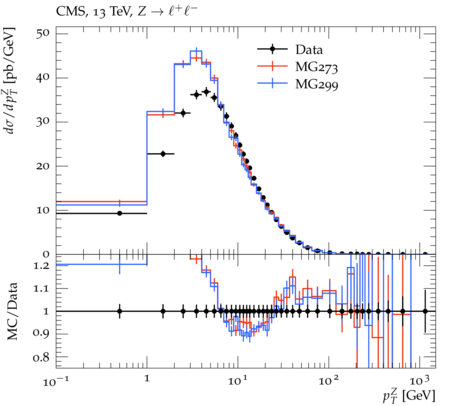 CMS, 13 TeV, Z → ℓ⁺ℓ⁻
dσ/dp_T^Z [pb/GeV]
50
40
30
20
10
0
Data
MG273
MG299
MC/Data
1.2
1.1
1
0.9
0.8
10⁻¹ 1 10¹ 10² 10³
p_T^Z [GeV]